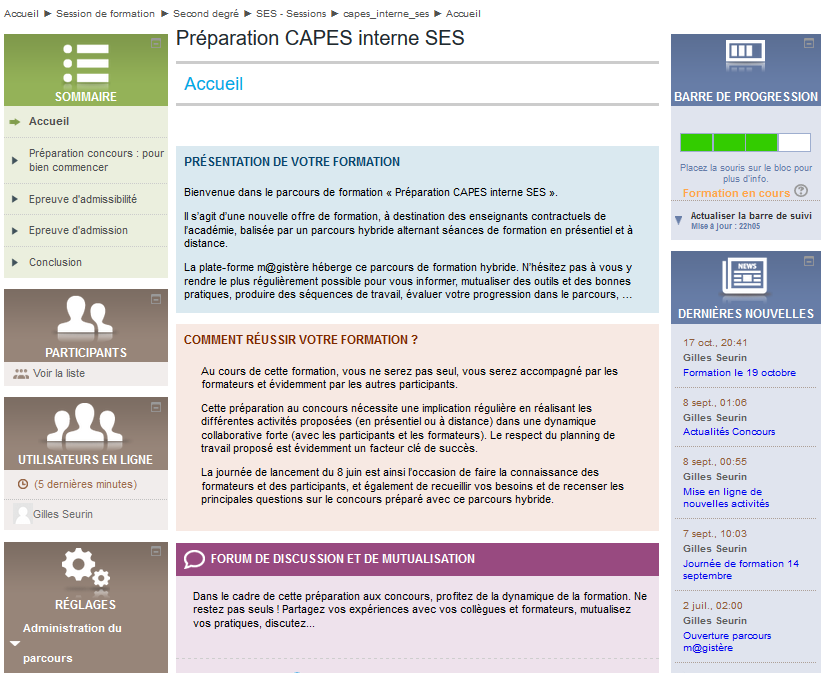 Accueil ► Session de formation ► Second degré ► SES - Sessions ► capes_interne_ses ► Accueil
SOMMAIRE
Accueil
Préparation concours : pour
bien commencer
Epreuve d'admissibilité
Epreuve d'admission
Conclusion
PARTICIPANTS
Voir la liste
UTILISATEURS EN LIGNE
(5 dernières minutes)
Gilles Seurin
RÉGLAGES
Administration du
parcours
Préparation CAPES interne SES
Accueil
PRÉSENTATION DE VOTRE FORMATION
Bienvenue dans le parcours de formation « Préparation CAPES interne SES ».
Il s'agit d'une nouvelle offre de formation, à destination des enseignants contractuels de
l'académie, balisée par un parcours hybride alternant séances de formation en présentiel et à
distance.
La plate-forme m@gistère héberge ce parcours de formation hybride. N'hésitez pas à vous y
rendre le plus régulièrement possible pour vous informer, mutualiser des outils et des bonnes
pratiques, produire des séquences de travail, évaluer votre progression dans le parcours, …
COMMENT RÉUSSIR VOTRE FORMATION ?
Au cours de cette formation, vous ne serez pas seul, vous serez accompagné par les
formateurs et évidemment par les autres participants.
Cette préparation au concours nécessite une implication régulière en réalisant les
différentes activités proposées (en présentiel ou à distance) dans une dynamique
collaborative forte (avec les participants et les formateurs). Le respect du planning de
travail proposé est évidemment un facteur clé de succès.
La journée de lancement du 8 juin est ainsi l'occasion de faire la connaissance des
formateurs et des participants, et également de recueillir vos besoins et de recenser les
principales questions sur le concours préparé avec ce parcours hybride.
FORUM DE DISCUSSION ET DE MUTUALISATION
Dans le cadre de cette préparation aux concours, profitez de la dynamique de la formation. Ne
restez pas seuls ! Partagez vos expériences avec vos collègues et formateurs, mutualisez
vos pratiques, discutez...
BARRE DE PROGRESSION
Placez la souris sur le bloc pour
plus d'info.
Formation en cours ?
Actualiser la barre de suivi
Mise à jour : 22h05
NEWS
DERNIÈRES NOUVELLES
17 oct., 20:41
Gilles Seurin
Formation le 19 octobre
8 sept., 01:06
Gilles Seurin
Actualités Concours
8 sept., 00:55
Gilles Seurin
Mise en ligne de
nouvelles activités
7 sept., 10:03
Gilles Seurin
Journée de formation 14
septembre
2 juil., 02:00
Gilles Seurin
Ouverture parcours
m@gistère